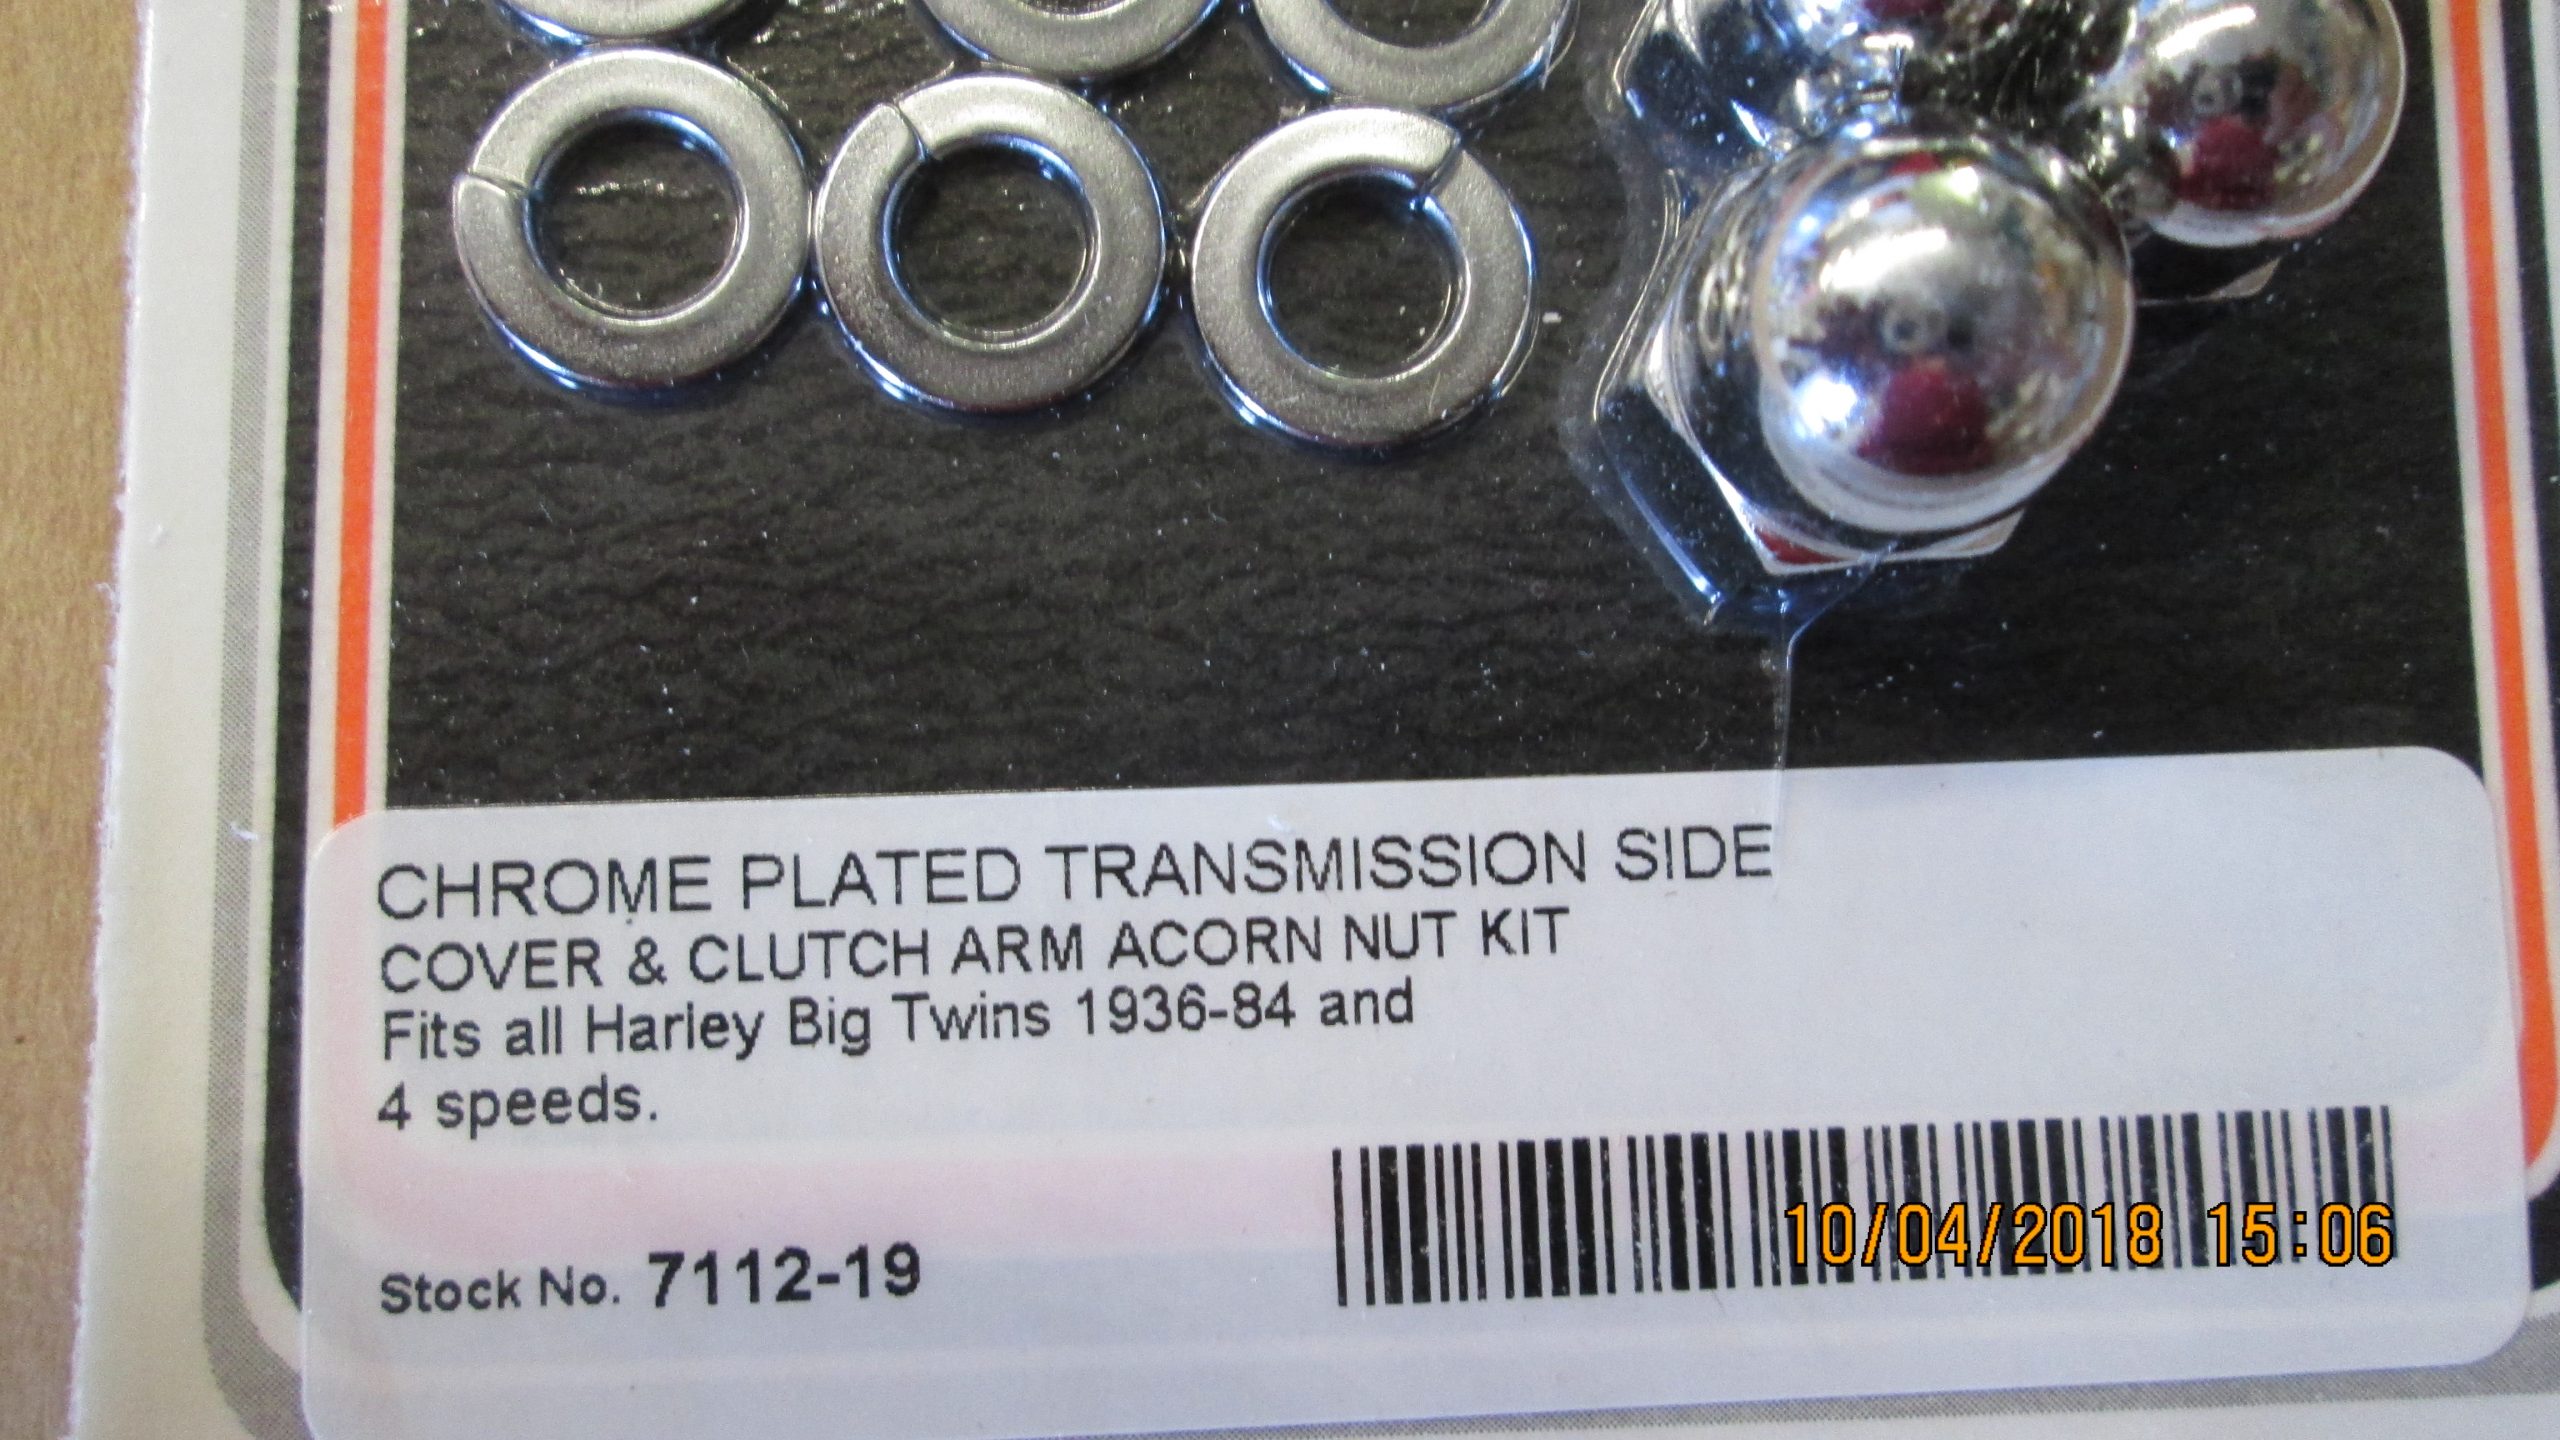 CHROME PLATED TRANSMISSION SIDE
COVER & CLUTCH ARM ACORN NUT KIT
Fits all Harley Big Twins 1936-84 and
4 speeds.
Stock No. 7112-19
10/04/2018 15:06